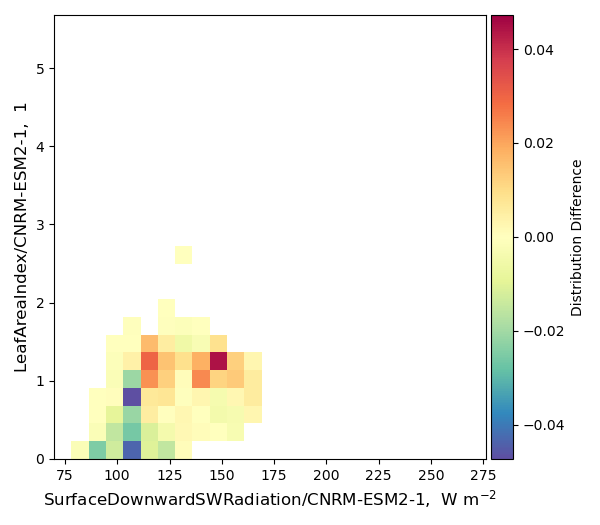 5
4
3
2
1
0
LeafAreaIndex/CNRM-ESM2-1, 1
75 100 125 150 175 200 225 250 275
SurfaceDownwardSWRadiation/CNRM-ESM2-1, W m⁻²
0.04
0.02
0.00
−0.02
−0.04
Distribution Difference